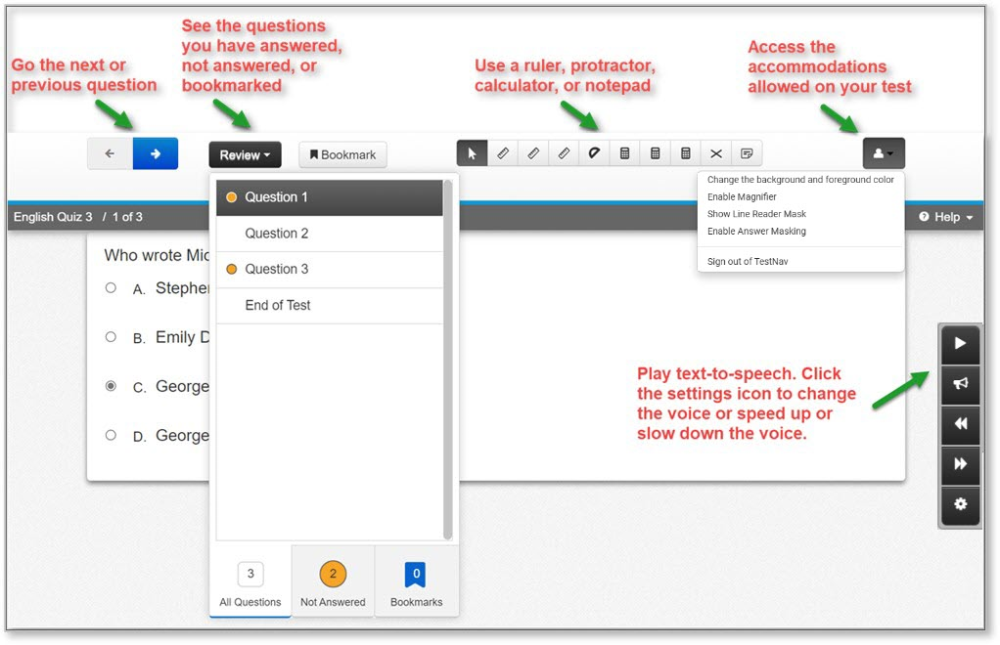 See the questions
you have answered,
not answered, or
bookmarked
Go the next or
previous question
Use a ruler, protractor,
calculator, or notepad
Access the
accommodations
allowed on your test
Review
Bookmark
Change the background and foreground color
Enable Magnifier
Show Line Reader Mask
Enable Answer Masking
Sign out of TestNav
English Quiz 3 / 1 of 3
Help
Question 1
Question 2
Question 3
End of Test
Who wrote
A.
B. Emily
C. George
D. George
Play text-to-speech. Click
the settings icon to change
the voice or speed up or
slow down the voice.
3
All Questions
2
Not Answered
0
Bookmarks